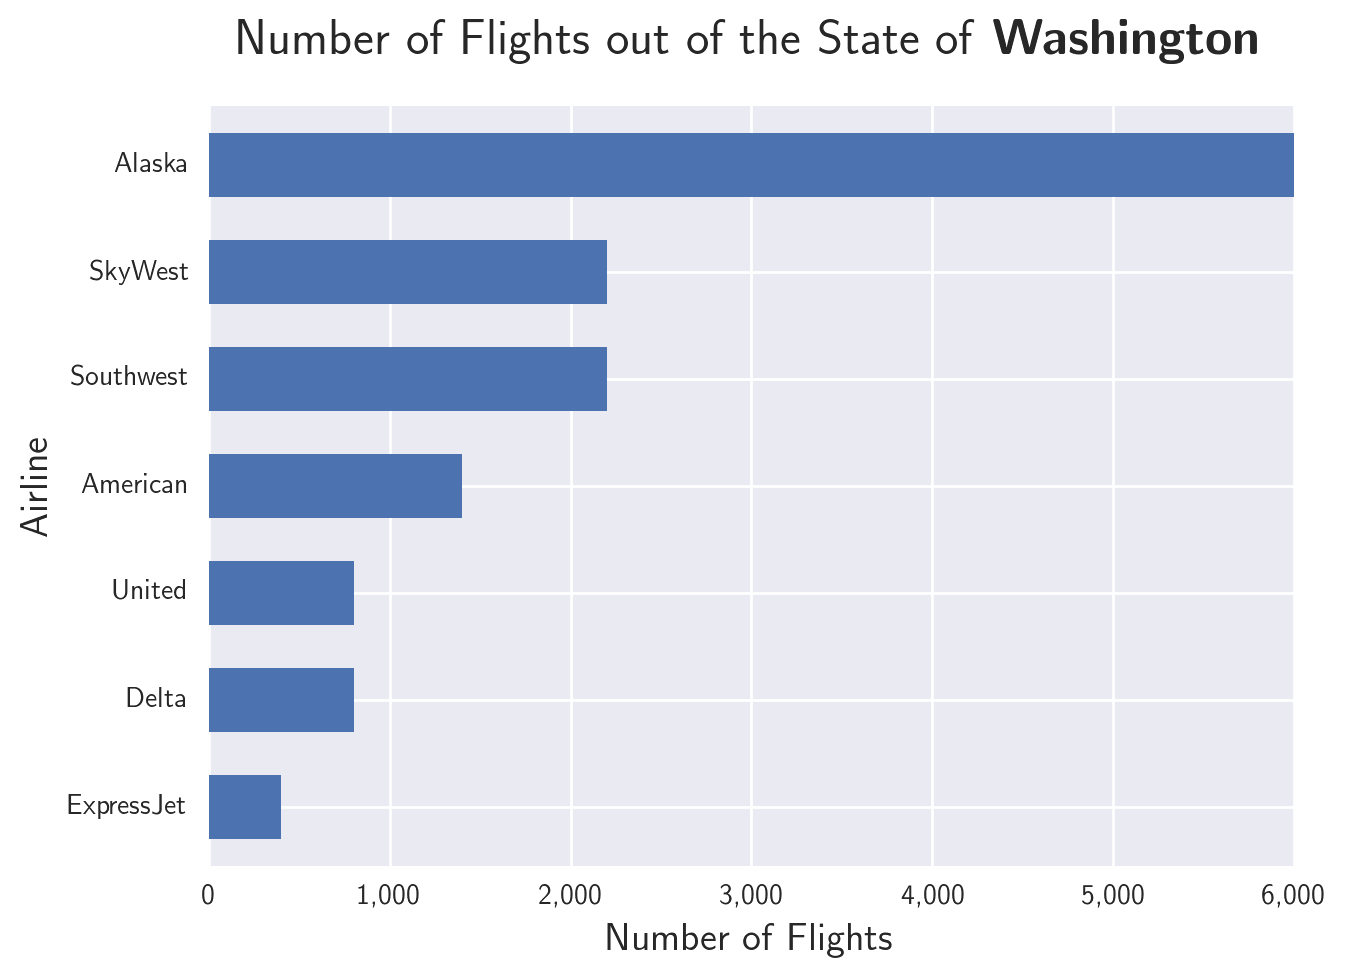 Number of Flights out of the State of Washington
Alaska
SkyWest
Southwest
American
United
Delta
ExpressJet
Airline
0 1,000 2,000 3,000 4,000 5,000 6,000
Number of Flights